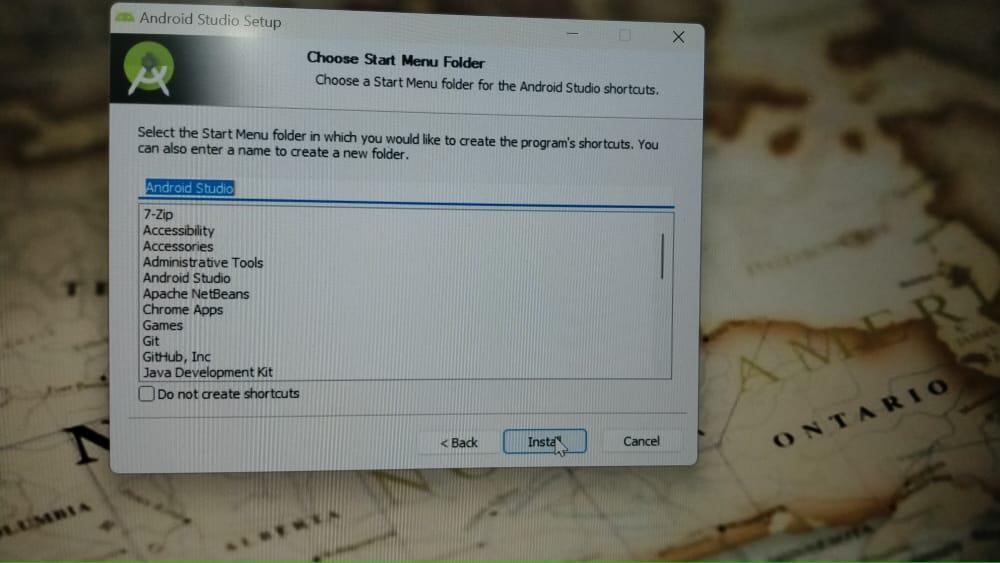 Android Studio Setup
Choose Start Menu Folder
Choose a Start Menu folder for the Android Studio shortcuts.
Select the Start Menu folder in which you would like to create the program's shortcuts. You
can also enter a name to create a new folder.
Android Studio
7-Zip
Accessibility
Accessories
Administrative Tools
Android Studio
Apache NetBeans
Chrome Apps
Games
Git
GitHub, Inc
Java Development Kit
Do not create shortcuts
< Back
Install
Cancel
ONTARIO
ALBERTA